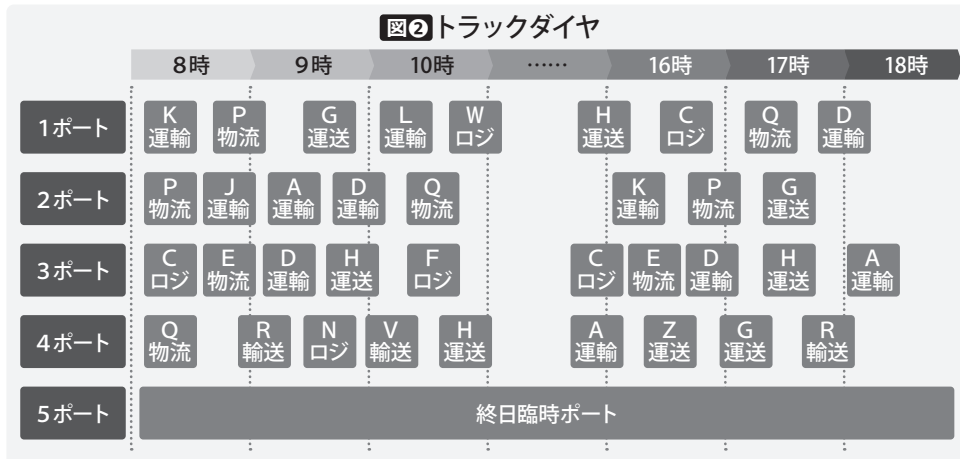 図❷トラックダイヤ
8時 9時 10時 …… 16時 17時 18時
1ポート
K 運輸
P 物流
G 運送
L 運輸
W ロジ
H 運送
C ロジ
Q 物流
D 運輸
2ポート
P 物流
J 運輸
A 運輸
D 運輸
Q 物流
K 運輸
P 物流
G 運送
3ポート
C ロジ
E 物流
D 運輸
H 運送
F ロジ
C ロジ
E 物流
D 運輸
H 運送
A 運輸
4ポート
Q 物流
R 輸送
N ロジ
V 輸送
H 運送
A 運輸
Z 運送
G 運送
R 輸送
5ポート
終日臨時ポート